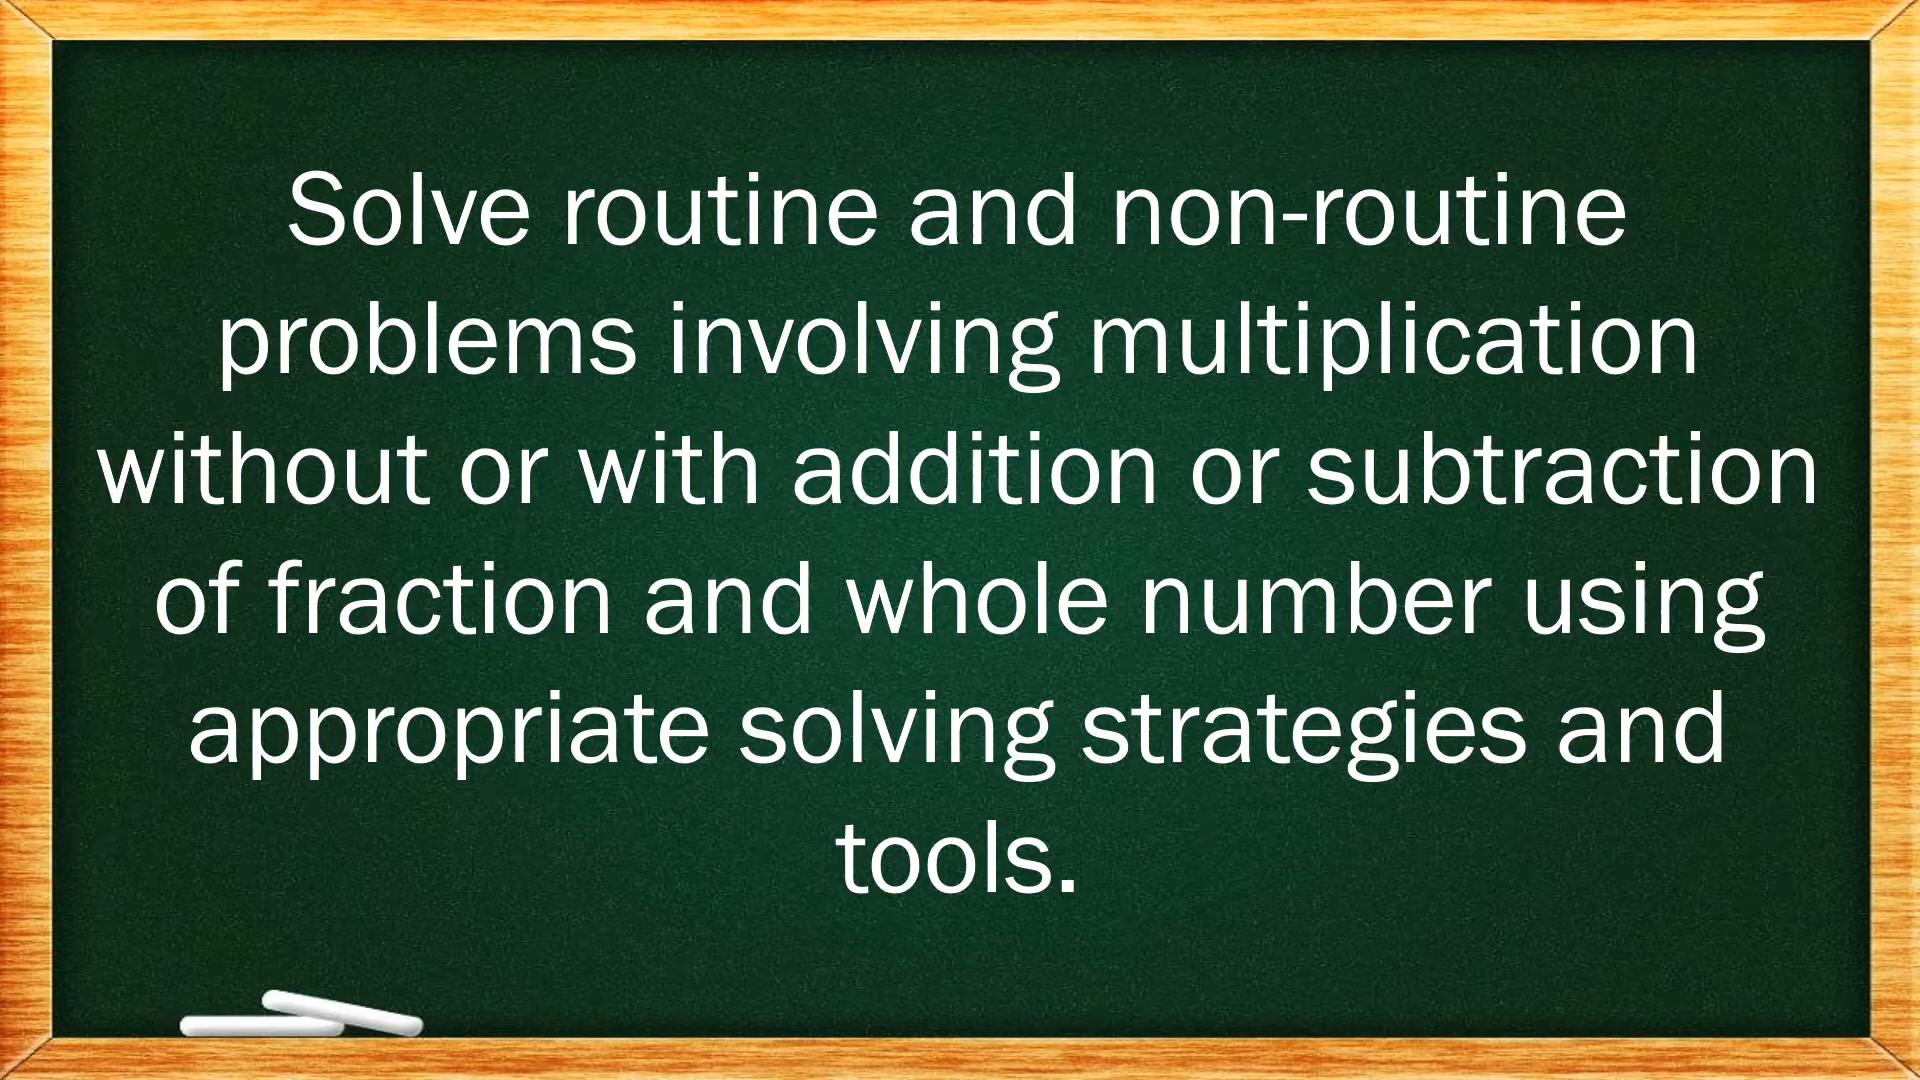 Solve routine and non-routine
problems involving multiplication
without or with addition or subtraction
of fraction and whole number using
appropriate solving strategies and
tools.